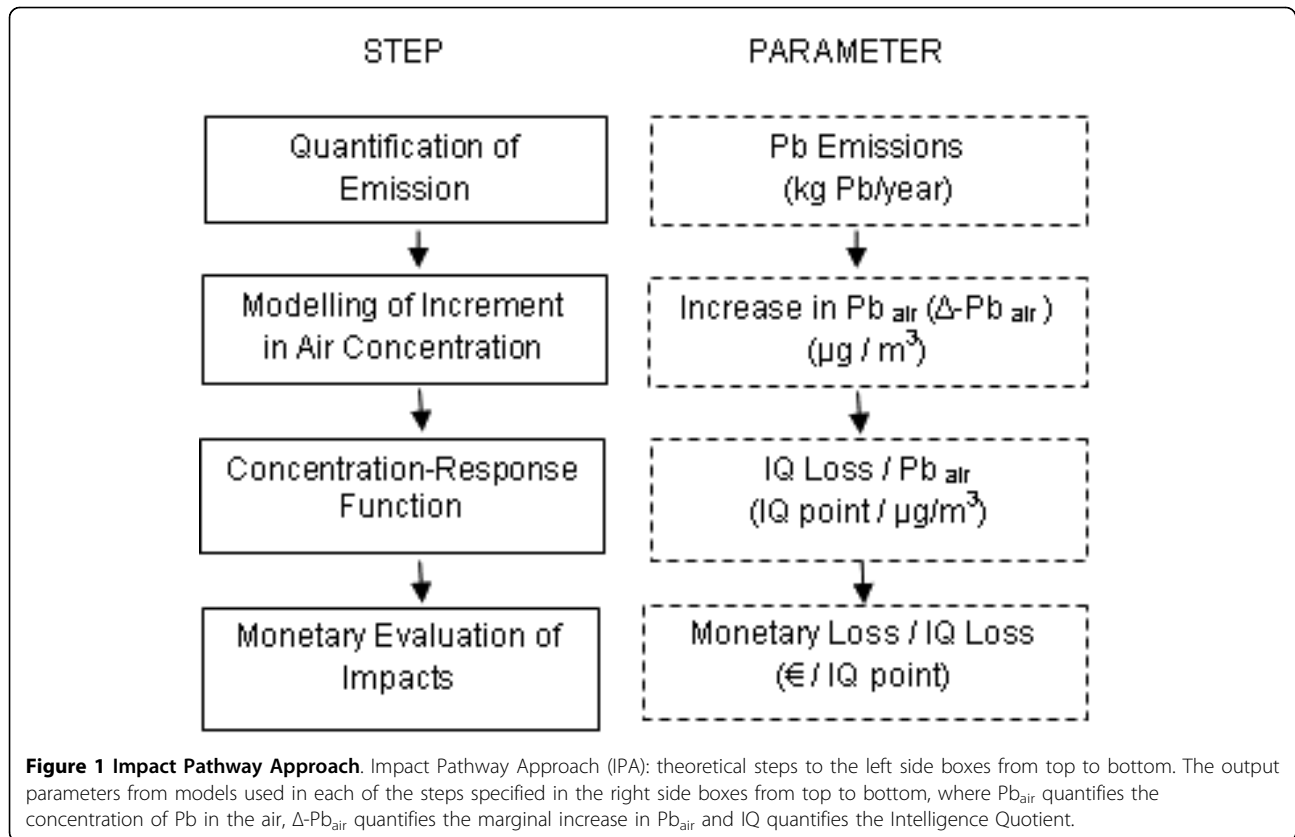 STEP
PARAMETER
Quantification of
Emission
Pb Emissions
(kg Pb/year)
Modelling of Increment
in Air Concentration
Increase in Pb air (Δ-Pb air )
(µg / m³)
Concentration-Response
Function
IQ Loss / Pb air
(IQ point / µg/m³)
Monetary Evaluation of
Impacts
Monetary Loss / IQ Loss
(€ / IQ point)
Figure 1 Impact Pathway Approach. Impact Pathway Approach (IPA): theoretical steps to the left side boxes from top to bottom. The output
parameters from models used in each of the steps specified in the right side boxes from top to bottom, where Pbair quantifies the
concentration of Pb in the air, Δ-Pbair quantifies the marginal increase in Pbair and IQ quantifies the Intelligence Quotient.